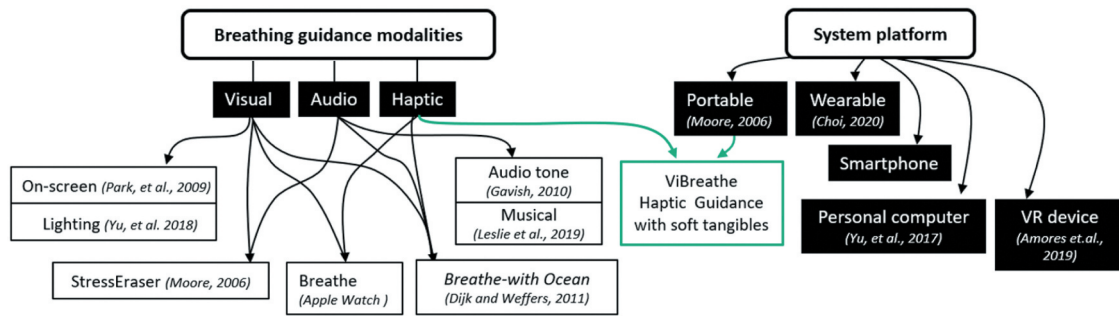 Breathing guidance modalities
System platform
Visual
Audio
Haptic
Portable
(Moore, 2006)
Wearable
(Choi, 2020)
Smartphone
On-screen (Park, et al., 2009)
Lighting (Yu, et al. 2018)
Audio tone
(Gavish, 2010)
Musical
(Leslie et al., 2019)
ViBreathe
Haptic Guidance
with soft tangibles
Personal computer
(Yu, et al., 2017)
VR device
(Amores et.al.,
2019)
StressEraser (Moore, 2006)
Breathe
(Apple Watch )
Breathe-with Ocean
(Dijk and Weffers, 2011)